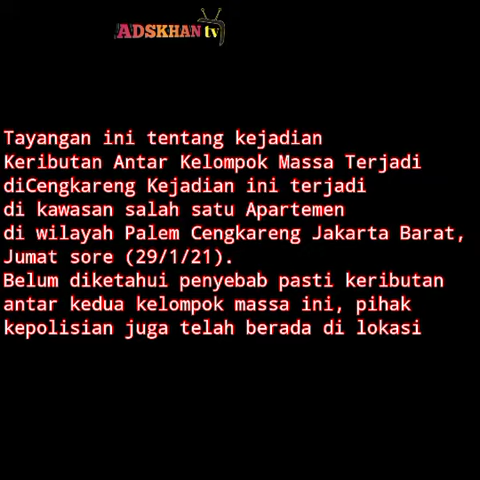 ADSKHAN tv
Tayangan ini tentang kejadian
Keributan Antar Kelompok Massa Terjadi
diCengkareng Kejadian ini terjadi
di kawasan salah satu Apartemen
di wilayah Palem Cengkareng Jakarta Barat,
Jumat sore (29/1/21).
Belum diketahui penyebab pasti keributan
antar kedua kelompok massa ini, pihak
kepolisian juga telah berada di lokasi